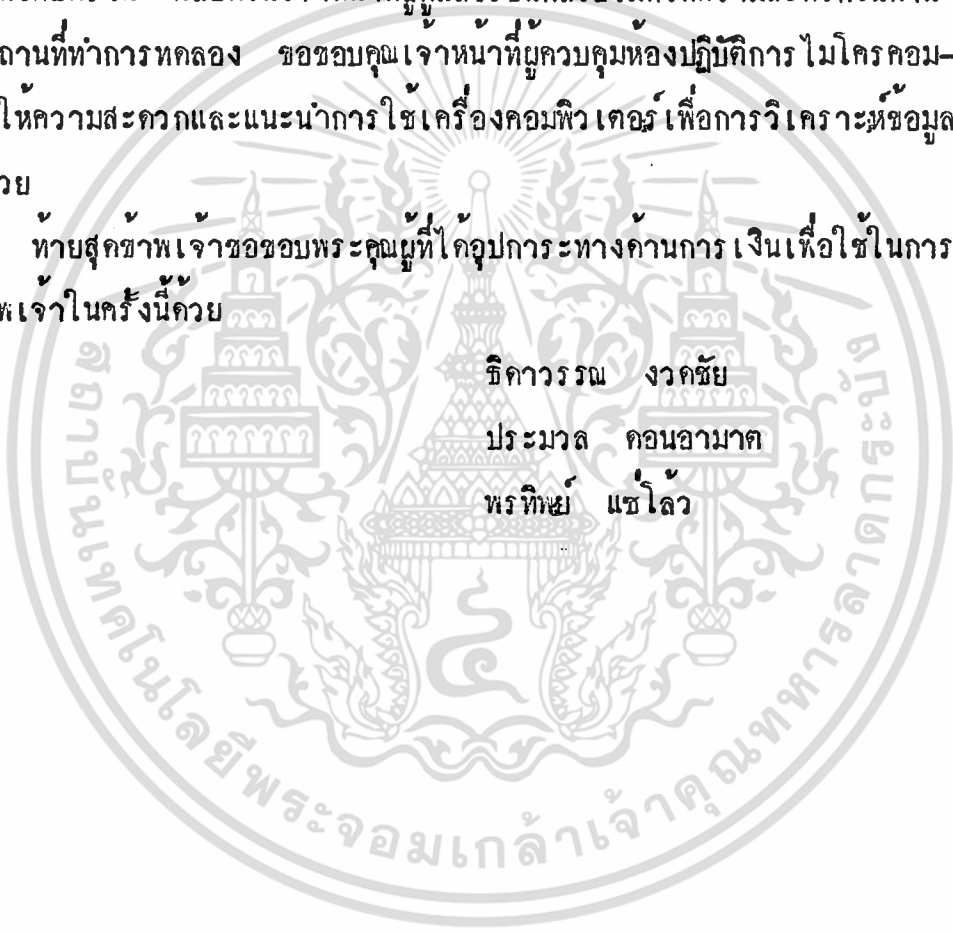 ถานที่ทำการทดลอง ขอขอบคุณเจ้าหน้าที่ผู้ควบคุมห้องปฏิบัติการไมโครคอม-
ให้ความสะดวกและแนะนำการใช้เครื่องคอมพิวเตอร์เพื่อการวิเคราะห์ข้อมูล
วย
ท้ายสุดข้าพเจ้าขอขอบพระคุณผู้ที่ได้อุปการะทางด้านการเงินเพื่อใช้ในการ
พเจ้าในครั้งนี้ด้วย
ธิดาวรรณ งวดชัย
ประมวล ดอนอามาต
พรทิพย์ แซ่โล้ว
สถาบันเทคโนโลยีพระจอมเกล้าเจ้าคุณทหารลาดกระบัง